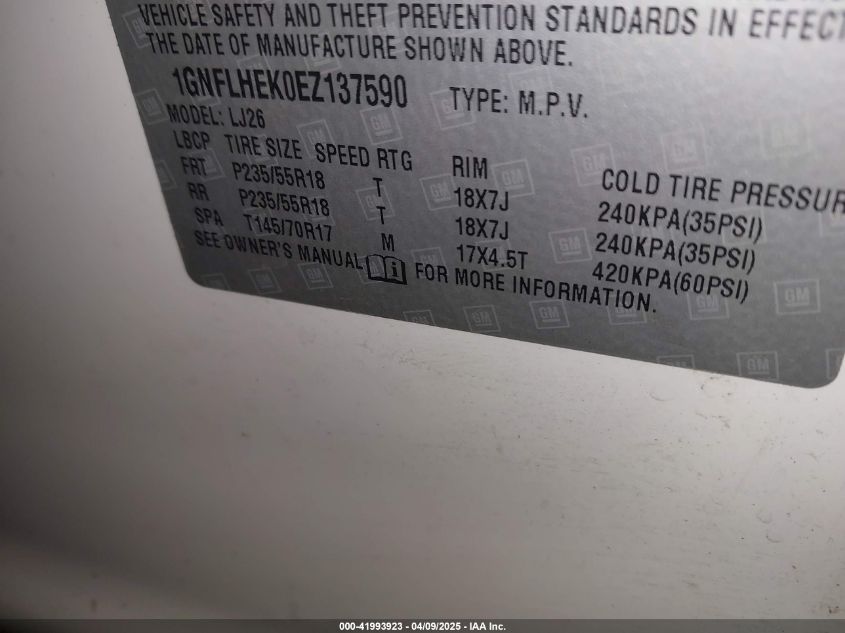 VEHICLE SAFETY AND THEFT PREVENTION STANDARDS IN EFFECT
THE DATE OF MANUFACTURE SHOWN ABOVE.
1GNFLHEK0EZ137590 TYPE: M.P.V.
MODEL: LJ26
LBCP TIRE SIZE SPEED RTG RIM COLD TIRE PRESSUR
FRT P235/55R18 T 18X7J 240KPA(35PSI)
RR P235/55R18 T 18X7J 240KPA(35PSI)
SPA T145/70R17 M 17X4.5T 420KPA(60PSI)
SEE OWNER'S MANUAL i FOR MORE INFORMATION.
000-41993923 - 04/09/2025 - IAA Inc.